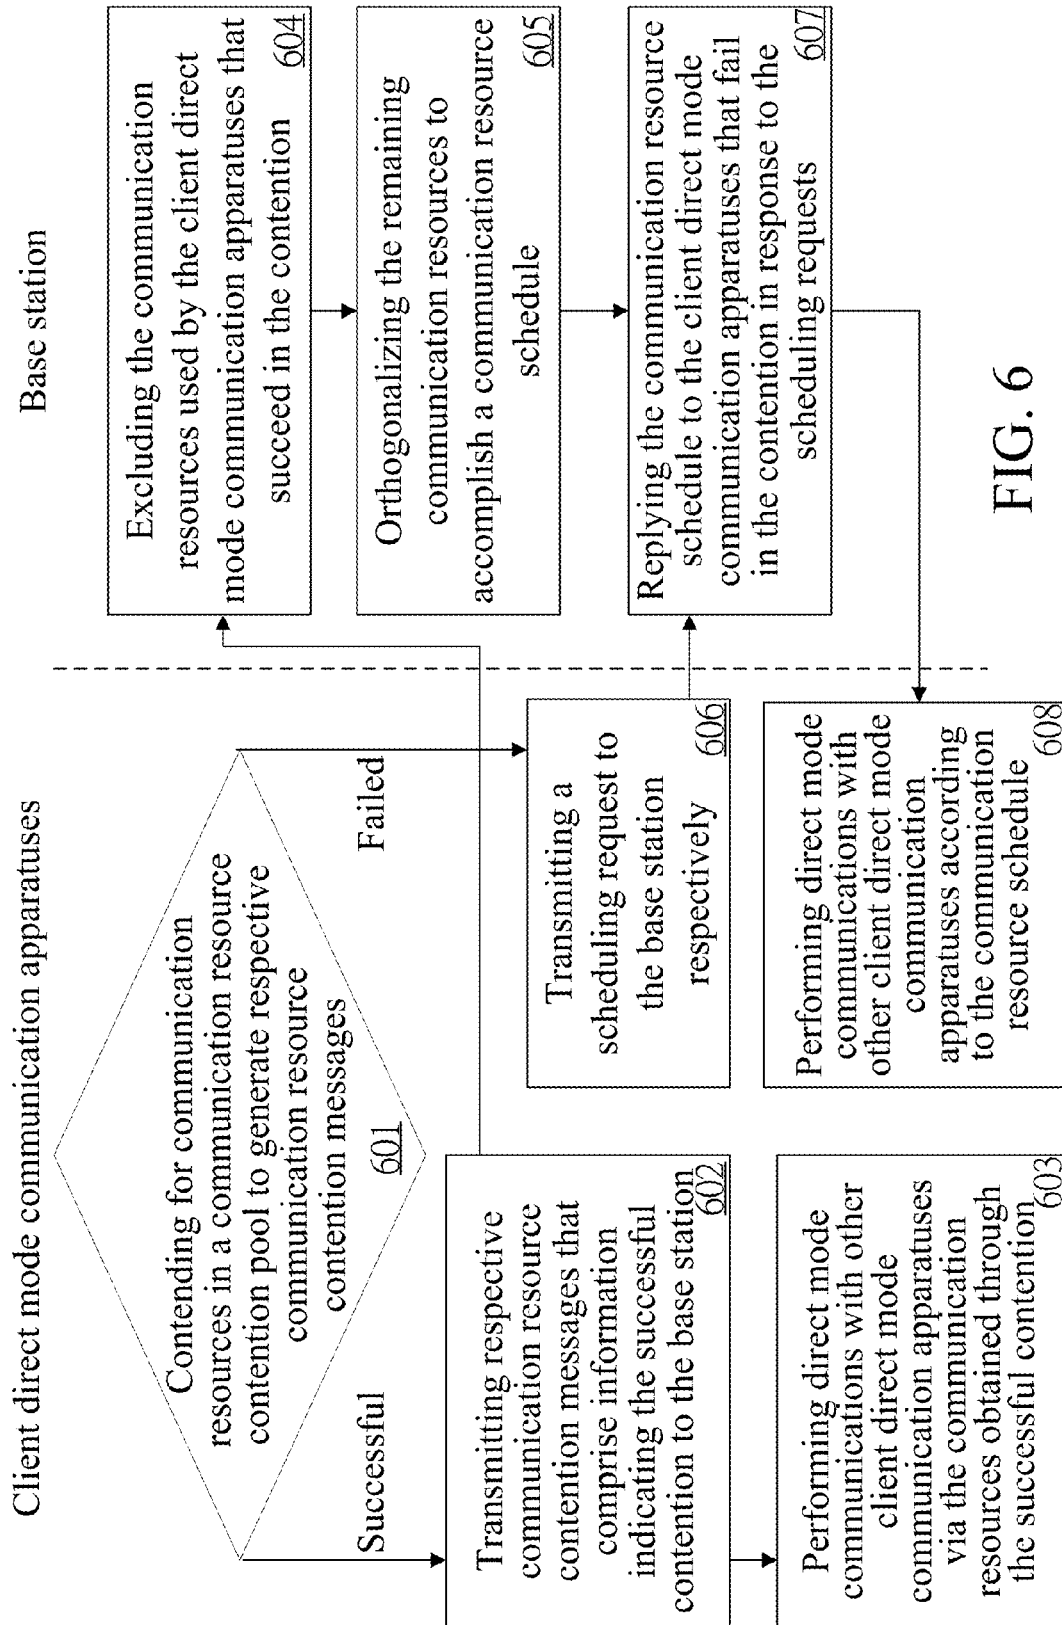 Client direct mode communication apparatuses
Base station
Contending for communication
resources in a communication resource
contention pool to generate respective
communication resource
contention messages
601
Successful
Failed
Transmitting respective
communication resource
contention messages that
comprise information
indicating the successful
contention to the base station
602
Performing direct mode
communications with other
client direct mode
communication apparatuses
via the communication
resources obtained through
the successful contention
603
Transmitting a
scheduling request to
the base station
respectively
606
Performing direct mode
communications with
other client direct mode
communication
apparatuses according
to the communication
resource schedule
608
Excluding the communication
resources used by the client direct
mode communication apparatuses that
succeed in the contention
604
Orthogonalizing the remaining
communication resources to
accomplish a communication resource
schedule
605
Replying the communication resource
schedule to the client direct mode
communication apparatuses that fail
in the contention in response to the
scheduling requests
607
FIG. 6